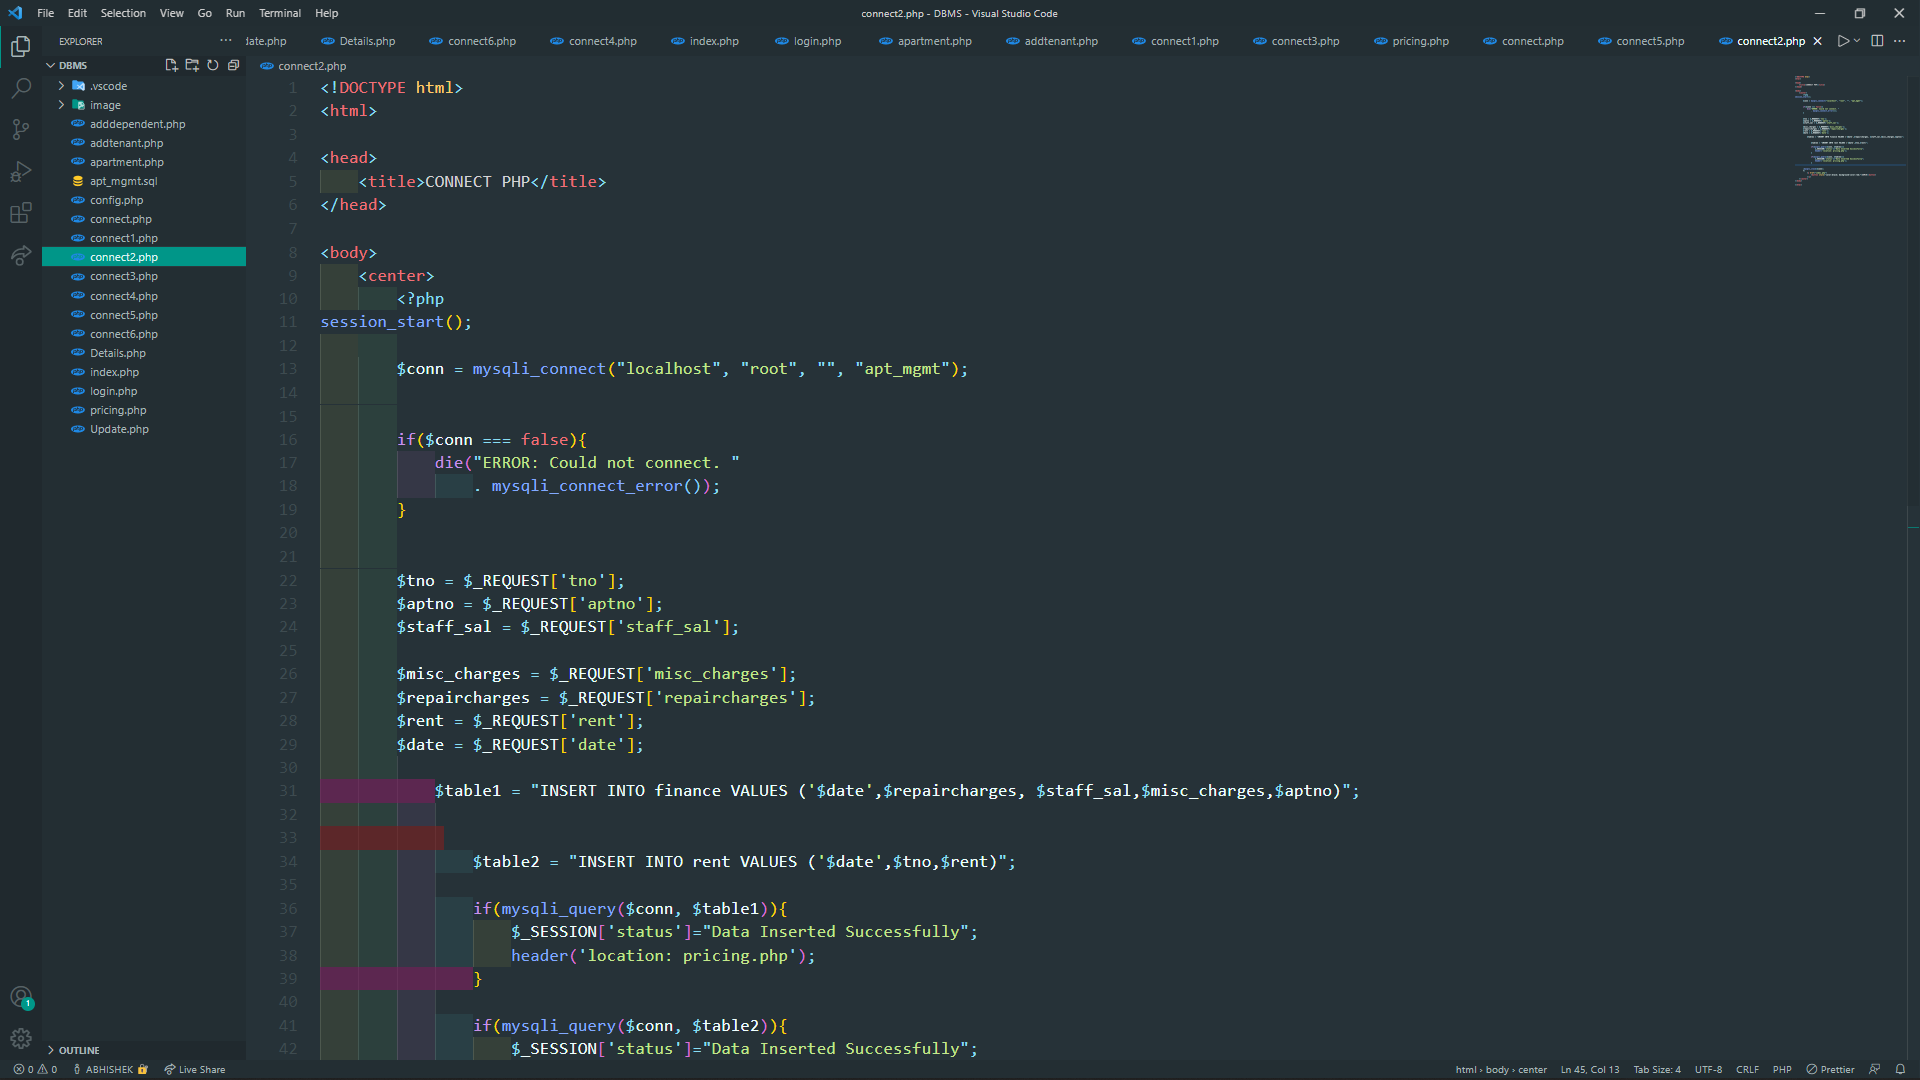 File Edit Selection View Go Run Terminal Help
connect2.php - DBMS - Visual Studio Code
EXPLORER
date.php Details.php connect6.php connect4.php index.php login.php apartment.php addtenant.php connect1.php connect3.php pricing.php connect.php connect5.php connect2.php
DBMS
connect2.php
.vscode
image
adddependent.php
addtenant.php
apartment.php
apt_mgmt.sql
config.php
connect.php
connect1.php
connect2.php
connect3.php
connect4.php
connect5.php
connect6.php
Details.php
index.php
login.php
pricing.php
Update.php
OUTLINE
1 <!DOCTYPE html>
2 <html>
3
4 <head>
5 <title>CONNECT PHP</title>
6 </head>
7
8 <body>
9 <center>
10 <?php
11 session_start();
12
13 $conn = mysqli_connect("localhost", "root", "", "apt_mgmt");
14
15
16 if($conn === false){
17 die("ERROR: Could not connect. "
18 . mysqli_connect_error());
19 }
20
21
22 $tno = $_REQUEST['tno'];
23 $aptno = $_REQUEST['aptno'];
24 $staff_sal = $_REQUEST['staff_sal'];
25
26 $misc_charges = $_REQUEST['misc_charges'];
27 $repaircharges = $_REQUEST['repaircharges'];
28 $rent = $_REQUEST['rent'];
29 $date = $_REQUEST['date'];
30
31 $table1 = "INSERT INTO finance VALUES ('$date',$repaircharges, $staff_sal,$misc_charges,$aptno)";
32
33
34 $table2 = "INSERT INTO rent VALUES ('$date',$tno,$rent)";
35
36 if(mysqli_query($conn, $table1)){
37 $_SESSION['status']="Data Inserted Successfully";
38 header('location: pricing.php');
39 }
40
41 if(mysqli_query($conn, $table2)){
42 $_SESSION['status']="Data Inserted Successfully";
1
0 0 ABHISHEK Live Share
html › body › center Ln 45, Col 13 Tab Size: 4 UTF-8 CRLF PHP Prettier